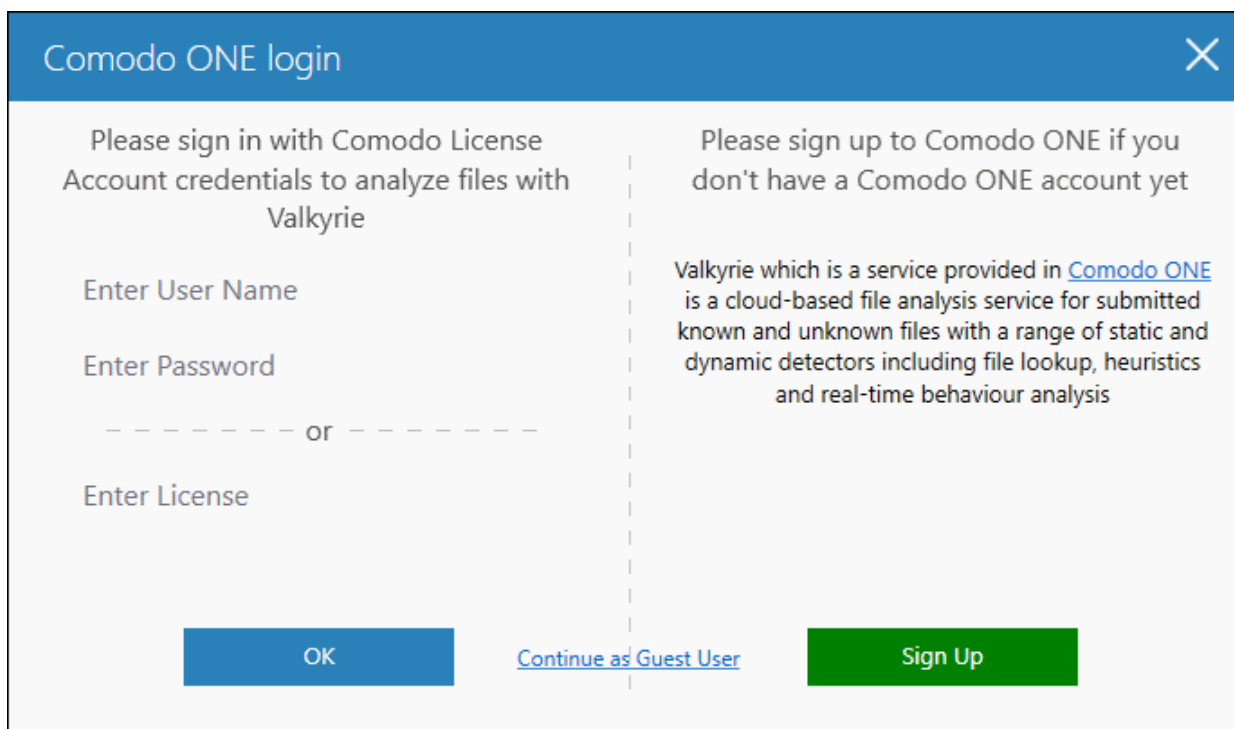 Comodo ONE login
Please sign in with Comodo License
Account credentials to analyze files with
Valkyrie
Enter User Name
Enter Password
or
Enter License
OK
Continue as Guest User
Please sign up to Comodo ONE if you
don't have a Comodo ONE account yet
Valkyrie which is a service provided in Comodo ONE
is a cloud-based file analysis service for submitted
known and unknown files with a range of static and
dynamic detectors including file lookup, heuristics
and real-time behaviour analysis
Sign Up